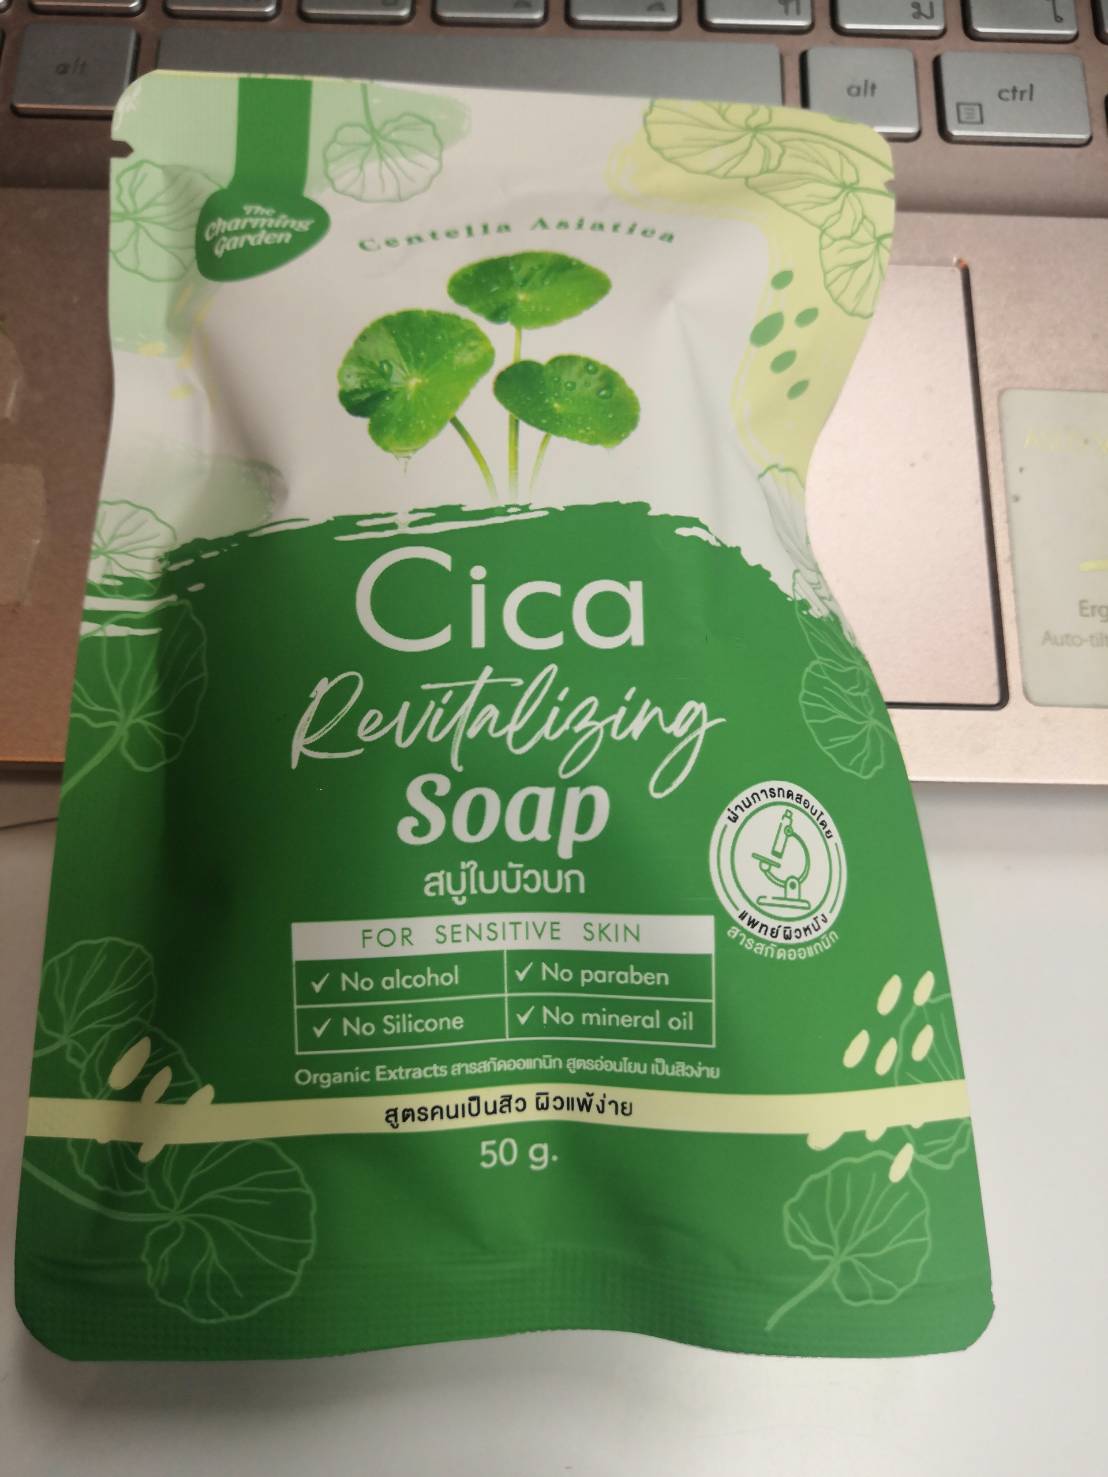 alt
alt
ctrl
ท
ม
The
Charming
Garden
Centella Asiatica
Cica
Revitalizing
Soap
สบู่ใบบัวบก
ผ่านการทดสอบโดย
แพทย์ผิวหนัง
สารสกัดออแกนิก
FOR SENSITIVE SKIN
✓ No alcohol
✓ No paraben
✓ No Silicone
✓ No mineral oil
Organic Extracts สารสกัดออแกนิก สูตรอ่อนโยน เป็นสิวง่าย
สูตรคนเป็นสิว ผิวแพ้ง่าย
50 g.